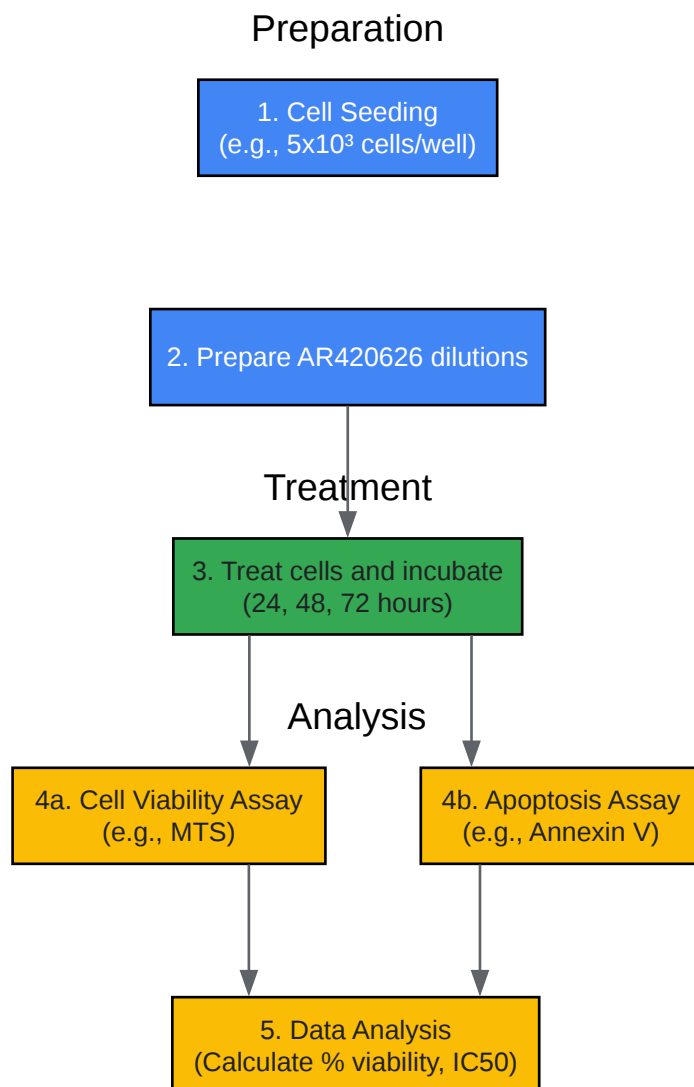 Preparation
1. Cell Seeding
(e.g., 5x10³ cells/well)
2. Prepare AR420626 dilutions
Treatment
3. Treat cells and incubate
(24, 48, 72 hours)
Analysis
4a. Cell Viability Assay
(e.g., MTS)
4b. Apoptosis Assay
(e.g., Annexin V)
5. Data Analysis
(Calculate % viability, IC50)